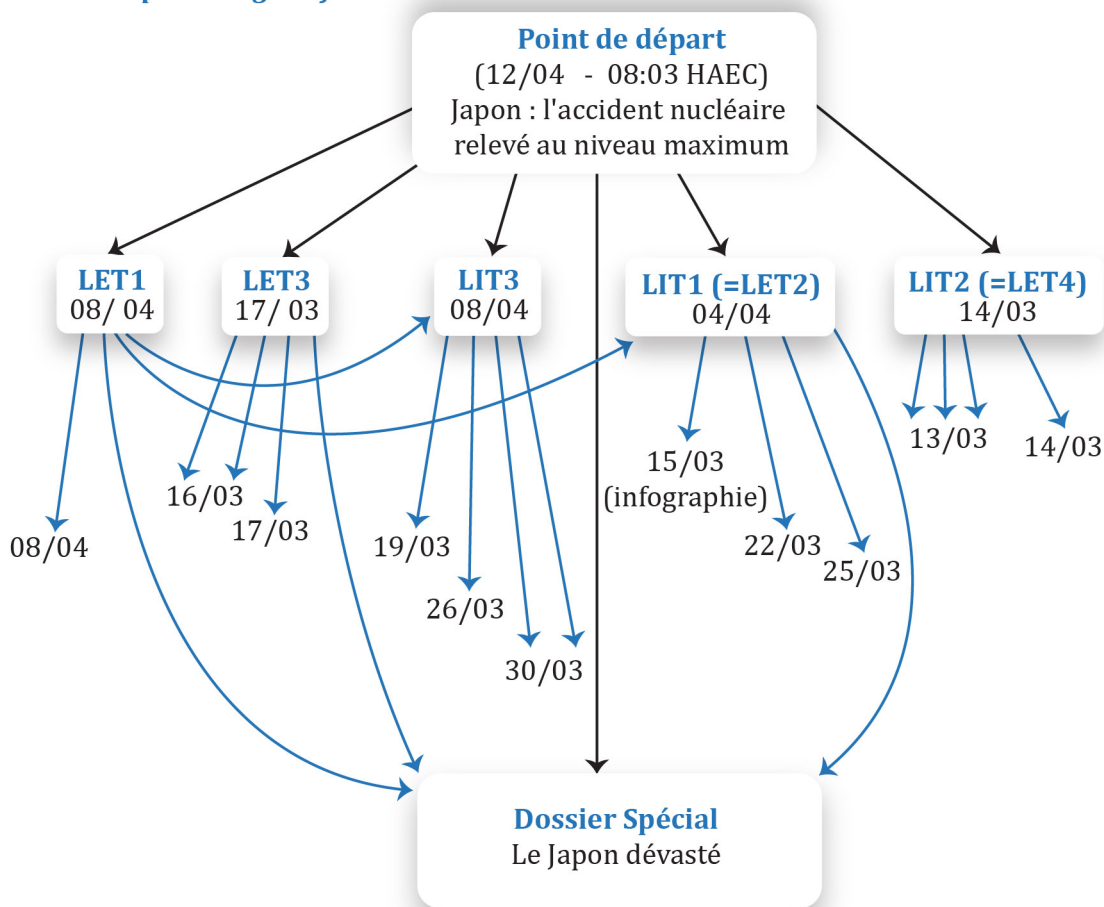 Point de départ
(12/04 - 08:03 HAEC)
Japon : l'accident nucléaire
relevé au niveau maximum
LET1
08/ 04
LET3
17/ 03
LIT3
08/04
LIT1 (=LET2)
04/04
LIT2 (=LET4)
14/03
08/04
16/03
17/03
19/03
26/03
30/03
15/03
(infographie)
22/03
25/03
13/03
14/03
Dossier Spécial
Le Japon dévasté